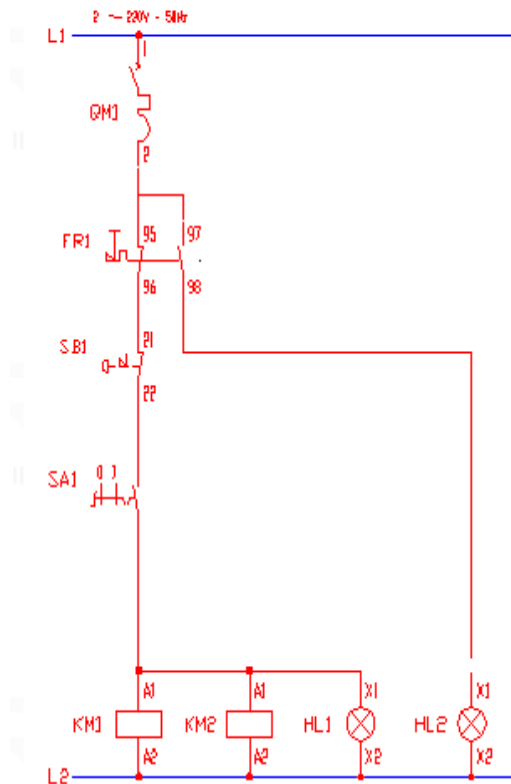 2 ~ 220V - 50Hz
L1
1
QM1
2
FR1
95
97
96
98
SB1
21
22
SA1
0 1
A1
A1
X1
X1
KM1
KM2
HL1
HL2
A2
A2
X2
X2
L2